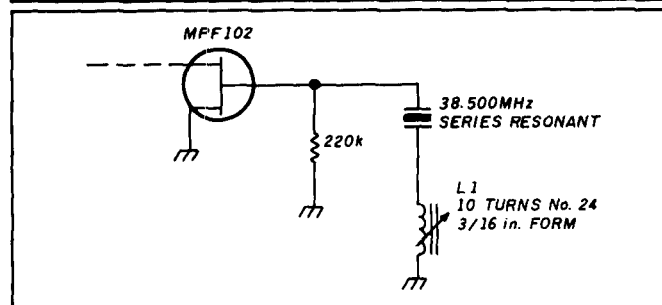 MPF102
38.500MHz
SERIES RESONANT
220k
L1
10 TURNS No. 24
3/16 in. FORM